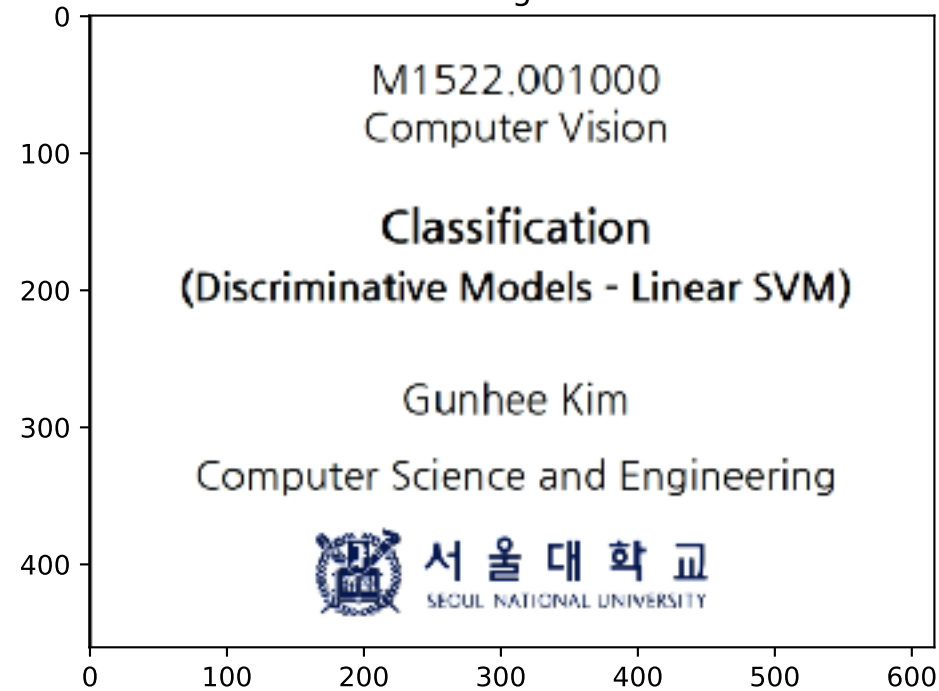 M1522.001000
Computer Vision
Classification
(Discriminative Models - Linear SVM)
Gunhee Kim
Computer Science and Engineering
서울대학교
SEOUL NATIONAL UNIVERSITY
0
100
200
300
400
0 100 200 300 400 500 600